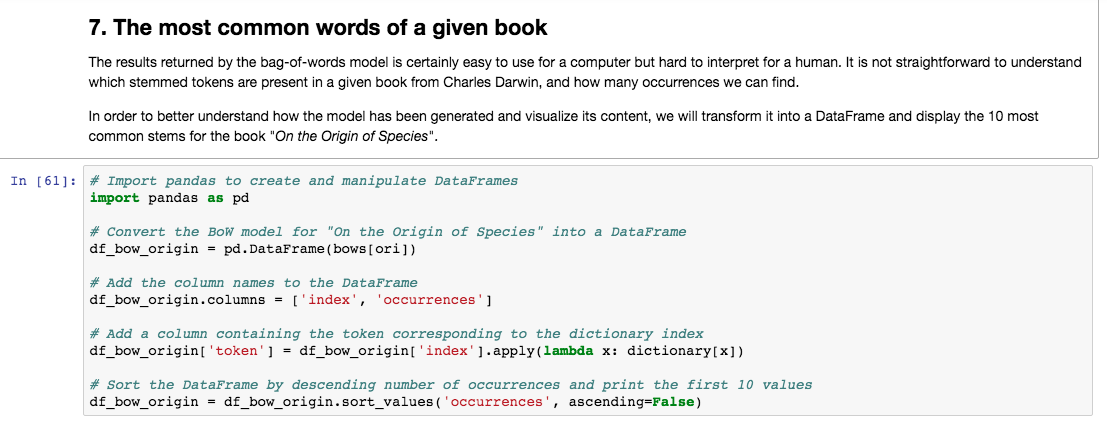 7. The most common words of a given book
The results returned by the bag-of-words model is certainly easy to use for a computer but hard to interpret for a human. It is not straightforward to understand
which stemmed tokens are present in a given book from Charles Darwin, and how many occurrences we can find.
In order to better understand how the model has been generated and visualize its content, we will transform it into a DataFrame and display the 10 most
common stems for the book "On the Origin of Species".
In [61]: # Import pandas to create and manipulate DataFrames
import pandas as pd
# Convert the BoW model for "On the Origin of Species" into a DataFrame
df_bow_origin = pd.DataFrame(bows[ori])
# Add the column names to the DataFrame
df_bow_origin.columns = ['index', 'occurrences']
# Add a column containing the token corresponding to the dictionary index
df_bow_origin['token'] = df_bow_origin['index'].apply(lambda x: dictionary[x])
# Sort the DataFrame by descending number of occurrences and print the first 10 values
df_bow_origin = df_bow_origin.sort_values('occurrences', ascending=False)